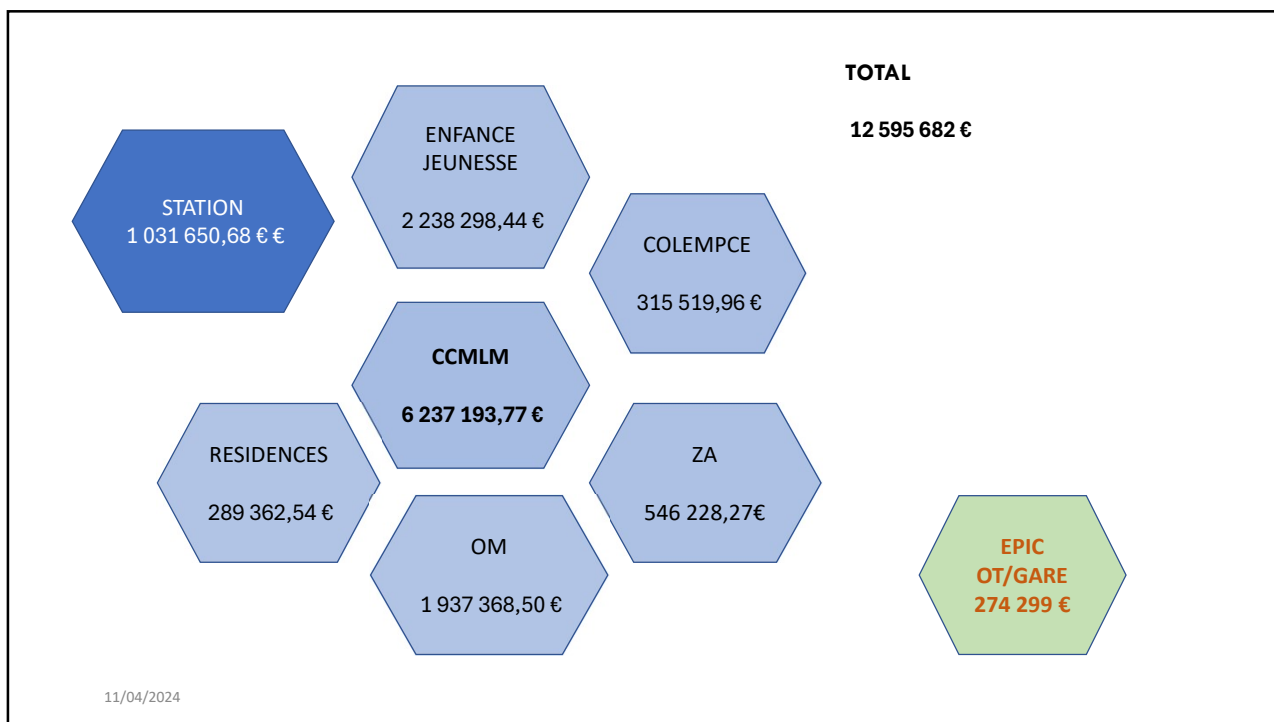 TOTAL
12 595 682 €
ENFANCE
JEUNESSE
2 238 298,44 €
STATION
1 031 650,68 € €
COLEMPCE
315 519,96 €
CCMLM
6 237 193,77 €
RESIDENCES
289 362,54 €
ZA
546 228,27€
OM
1 937 368,50 €
EPIC
OT/GARE
274 299 €
11/04/2024